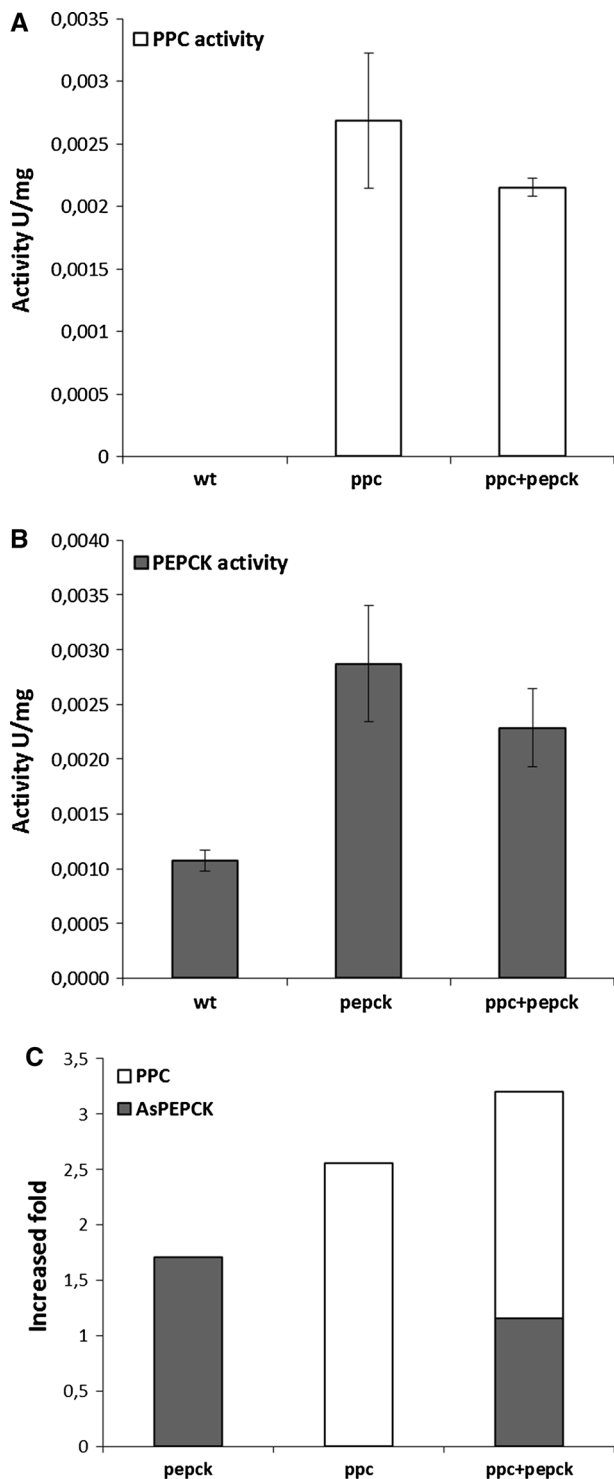 A
PPC activity
Activity U/mg
0,0035
0,003
0,0025
0,002
0,0015
0,001
0,0005
0
wt
ppc
ppc+pepck
B
PEPCK activity
Activity U/mg
0,0040
0,0035
0,0030
0,0025
0,0020
0,0015
0,0010
0,0005
0,0000
wt
pepck
ppc+pepck
C
PPC
AsPEPCK
Increased fold
3,5
3
2,5
2
1,5
1
0,5
0
pepck
ppc
ppc+pepck